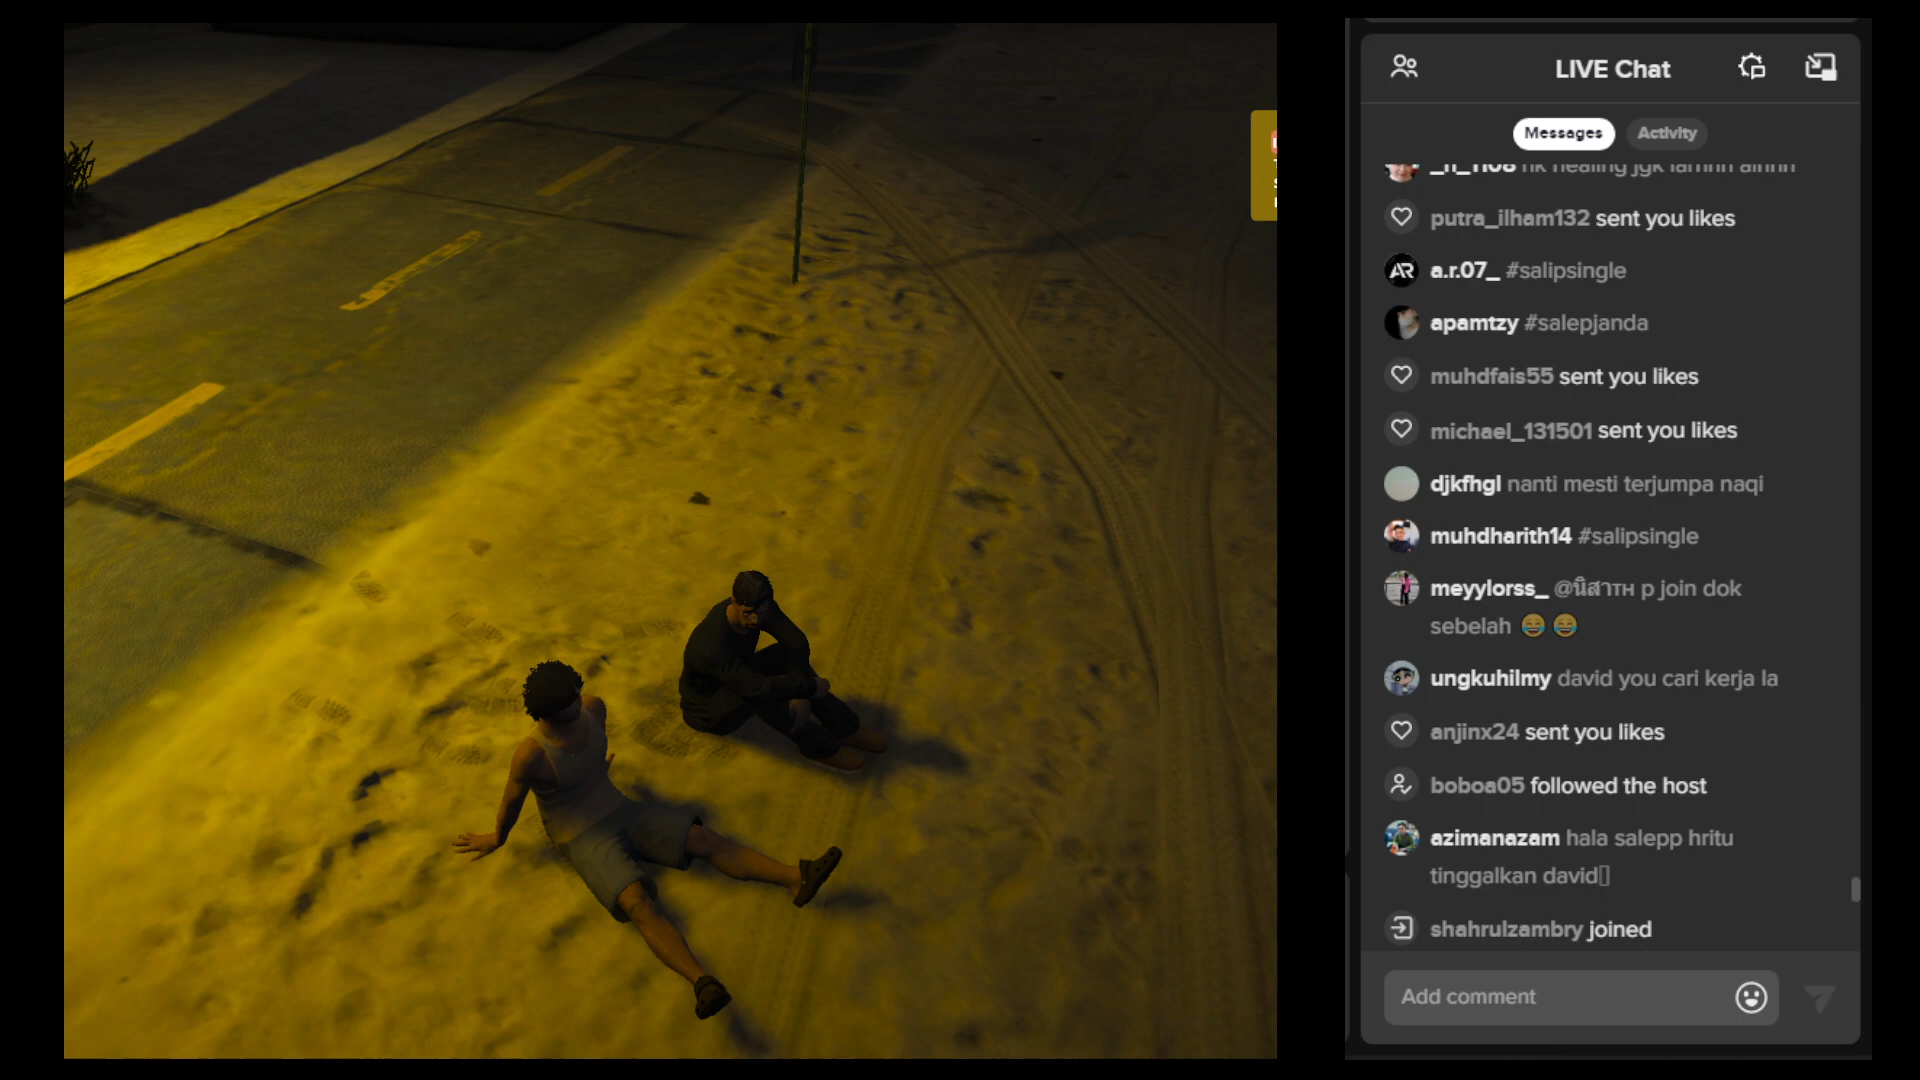 LIVE Chat
Messages Activity
putra_ilham132 sent you likes
AR a.r.07_ #salipsingle
apamtzy #salepjanda
muhdfais55 sent you likes
michael_131501 sent you likes
djkfhgl nanti mesti terjumpa naqi
muhdharith14 #salipsingle
meyylorss_ @นิสาтн p join dok
sebelah 😂 😂
ungkuhilmy david you cari kerja la
anjinx24 sent you likes
boboa05 followed the host
azimanazam hala salepp hritu
tinggalkan david
shahrulzambry joined
Add comment